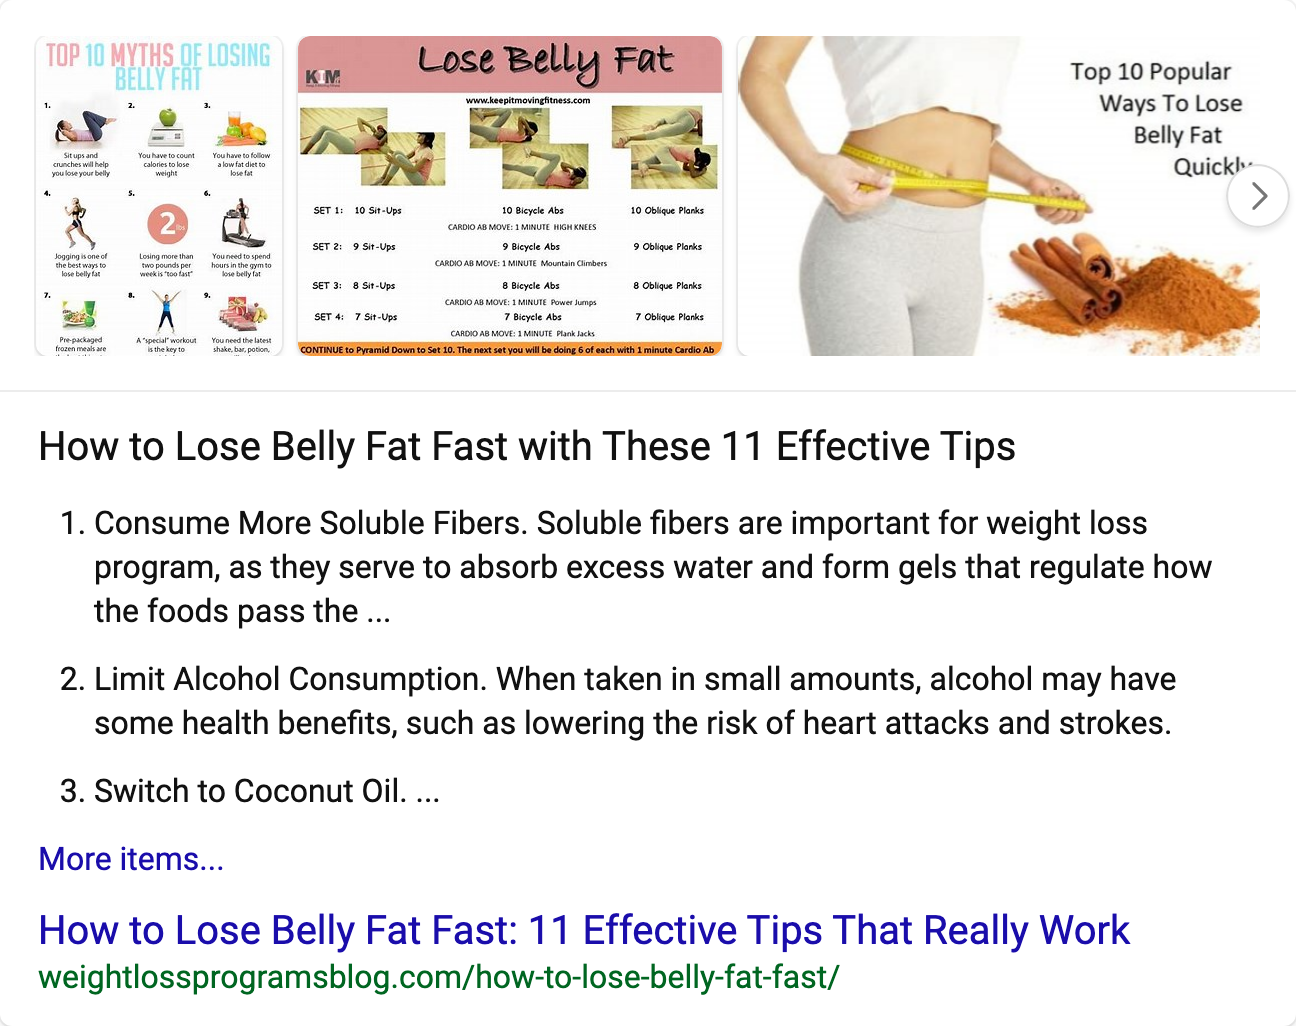 TOP 10 MYTHS OF LOSING
BELLY FAT
1.
Sit ups and
crunches will help
you lose your belly
2.
You have to count
calories to lose
weight
3.
You have to follow
a low fat diet to
lose fat
4.
Jogging is one of
the best ways to
lose belly fat
5.
2 lbs
Losing more than
two pounds per
week is "too fast"
6.
You need to spend
hours in the gym to
lose belly fat
7.
Pre-packaged
frozen meals are
8.
A "special" workout
is the key to
9.
You need the latest
shake, bar, potion,
Lose Belly Fat
www.keepitmovingfitness.com
SET 1: 10 Sit-Ups 10 Bicycle Abs 10 Oblique Planks
CARDIO AB MOVE: 1 MINUTE HIGH KNEES
SET 2: 9 Sit-Ups 9 Bicycle Abs 9 Oblique Planks
CARDIO AB MOVE: 1 MINUTE Mountain Climbers
SET 3: 8 Sit-Ups 8 Bicycle Abs 8 Oblique Planks
CARDIO AB MOVE: 1 MINUTE Power Jumps
SET 4: 7 Sit-Ups 7 Bicycle Abs 7 Oblique Planks
CARDIO AB MOVE: 1 MINUTE Plank Jacks
CONTINUE to Pyramid Down to Set 10. The next set you will be doing 6 of each with 1 minute Cardio Ab
Top 10 Popular
Ways To Lose
Belly Fat
Quickly
How to Lose Belly Fat Fast with These 11 Effective Tips
1. Consume More Soluble Fibers. Soluble fibers are important for weight loss
program, as they serve to absorb excess water and form gels that regulate how
the foods pass the ...
2. Limit Alcohol Consumption. When taken in small amounts, alcohol may have
some health benefits, such as lowering the risk of heart attacks and strokes.
3. Switch to Coconut Oil. ...
More items...
How to Lose Belly Fat Fast: 11 Effective Tips That Really Work
weightlossprogramsblog.com/how-to-lose-belly-fat-fast/